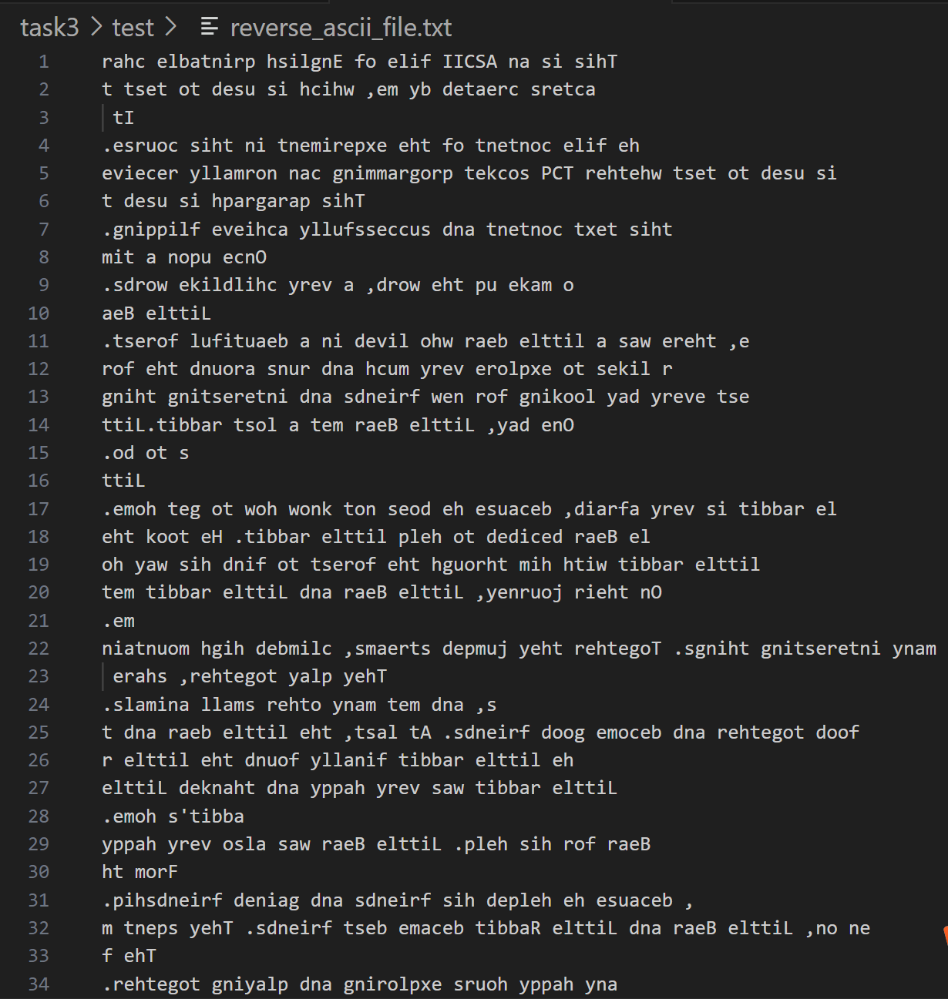 task3 > test > reverse_ascii_file.txt
1 rahc elbatnirp hsilgnE fo elif IICSA na si sihT
2 t tset ot desu si hcihw ,em yb detaerc sretca
3 tI
4 .esruoc siht ni tnemirepxe eht fo tnetnoc elif eh
5 eviecer yllamron nac gnimmargorp tekcos PCT rehtehw tset ot desu si
6 t desu si hpargarap sihT
7 .gnippilf eveihca yllufsseccus dna tnetnoc txet siht
8 mit a nopu ecnO
9 .sdrow ekildlihc yrev a ,drow eht pu ekam o
10 aeB elttiL
11 .tserof lufituaeb a ni devil ohw raeb elttil a saw ereht ,e
12 rof eht dnuora snur dna hcum yrev erolpxe ot sekil r
13 gniht gnitseretni dna sdneirf wen rof gnikool yad yreve tse
14 ttiL.tibbar tsol a tem raeB elttiL ,yad enO
15 .od ot s
16 ttiL
17 .emoh teg ot woh wonk ton seod eh esuaceb ,diarfa yrev si tibbar el
18 eht koot eH .tibbar elttil pleh ot dediced raeB el
19 oh yaw sih dnif ot tserof eht hguorht mih htiw tibbar elttil
20 tem tibbar elttiL dna raeB elttiL ,yenruoj rieht nO
21 .em
22 niatnuom hgih debmilc ,smaerts depmuj yeht rehtegoT .sgniht gnitseretni ynam
23 erahs ,rehtegot yalp yehT
24 .slamina llams rehto ynam tem dna ,s
25 t dna raeb elttil eht ,tsal tA .sdneirf doog emoceb dna rehtegot doof
26 r elttil eht dnuof yllanif tibbar elttil eh
27 elttiL deknaht dna yppah yrev saw tibbar elttiL
28 .emoh s'tibba
29 yppah yrev osla saw raeB elttiL .pleh sih rof raeB
30 ht morF
31 .pihsdneirf deniag dna sdneirf sih depleh eh esuaceb ,
32 m tneps yehT .sdneirf tseb emaceb tibbaR elttiL dna raeB elttiL ,no ne
33 f ehT
34 .rehtegot gniyalp dna gnirolpxe sruoh yppah yna